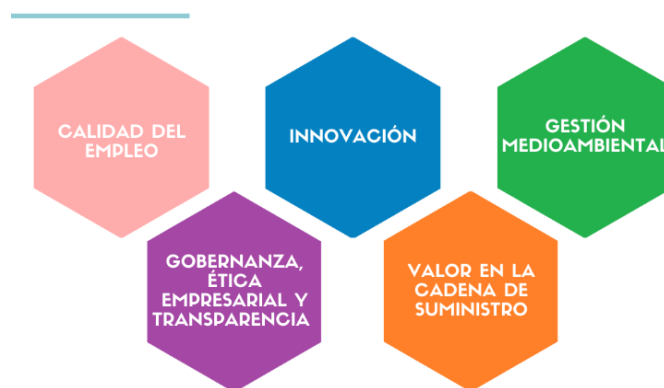 CALIDAD DEL
EMPLEO
INNOVACIÓN
GESTIÓN
MEDIOAMBIENTAL
GOBERNANZA,
ÉTICA
EMPRESARIAL Y
TRANSPARENCIA
VALOR EN LA
CADENA DE
SUMINISTRO